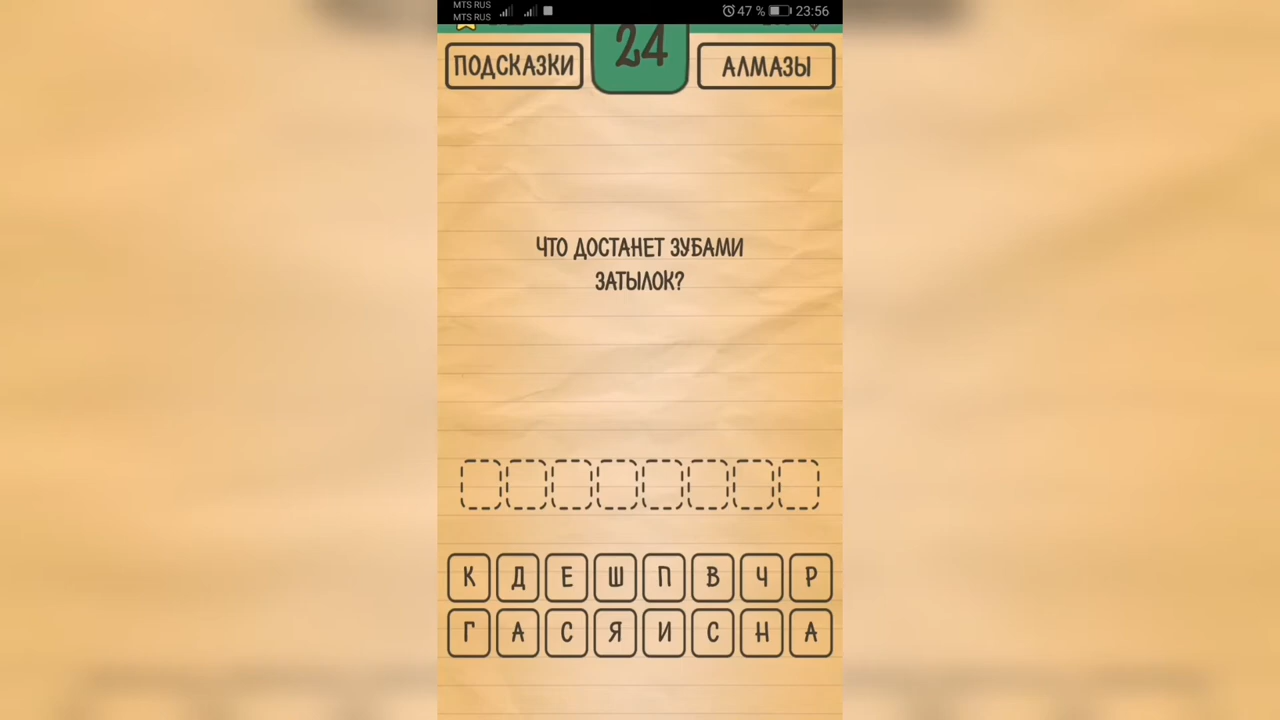 MTS RUS
MTS RUS
47 %
23:56
ПОДСКАЗКИ
24
АЛМАЗЫ
ЧТО ДОСТАНЕТ ЗУБАМИ
ЗАТЫЛОК?
К Д Е Ш П В Ч Р
Г А С Я И С Н А